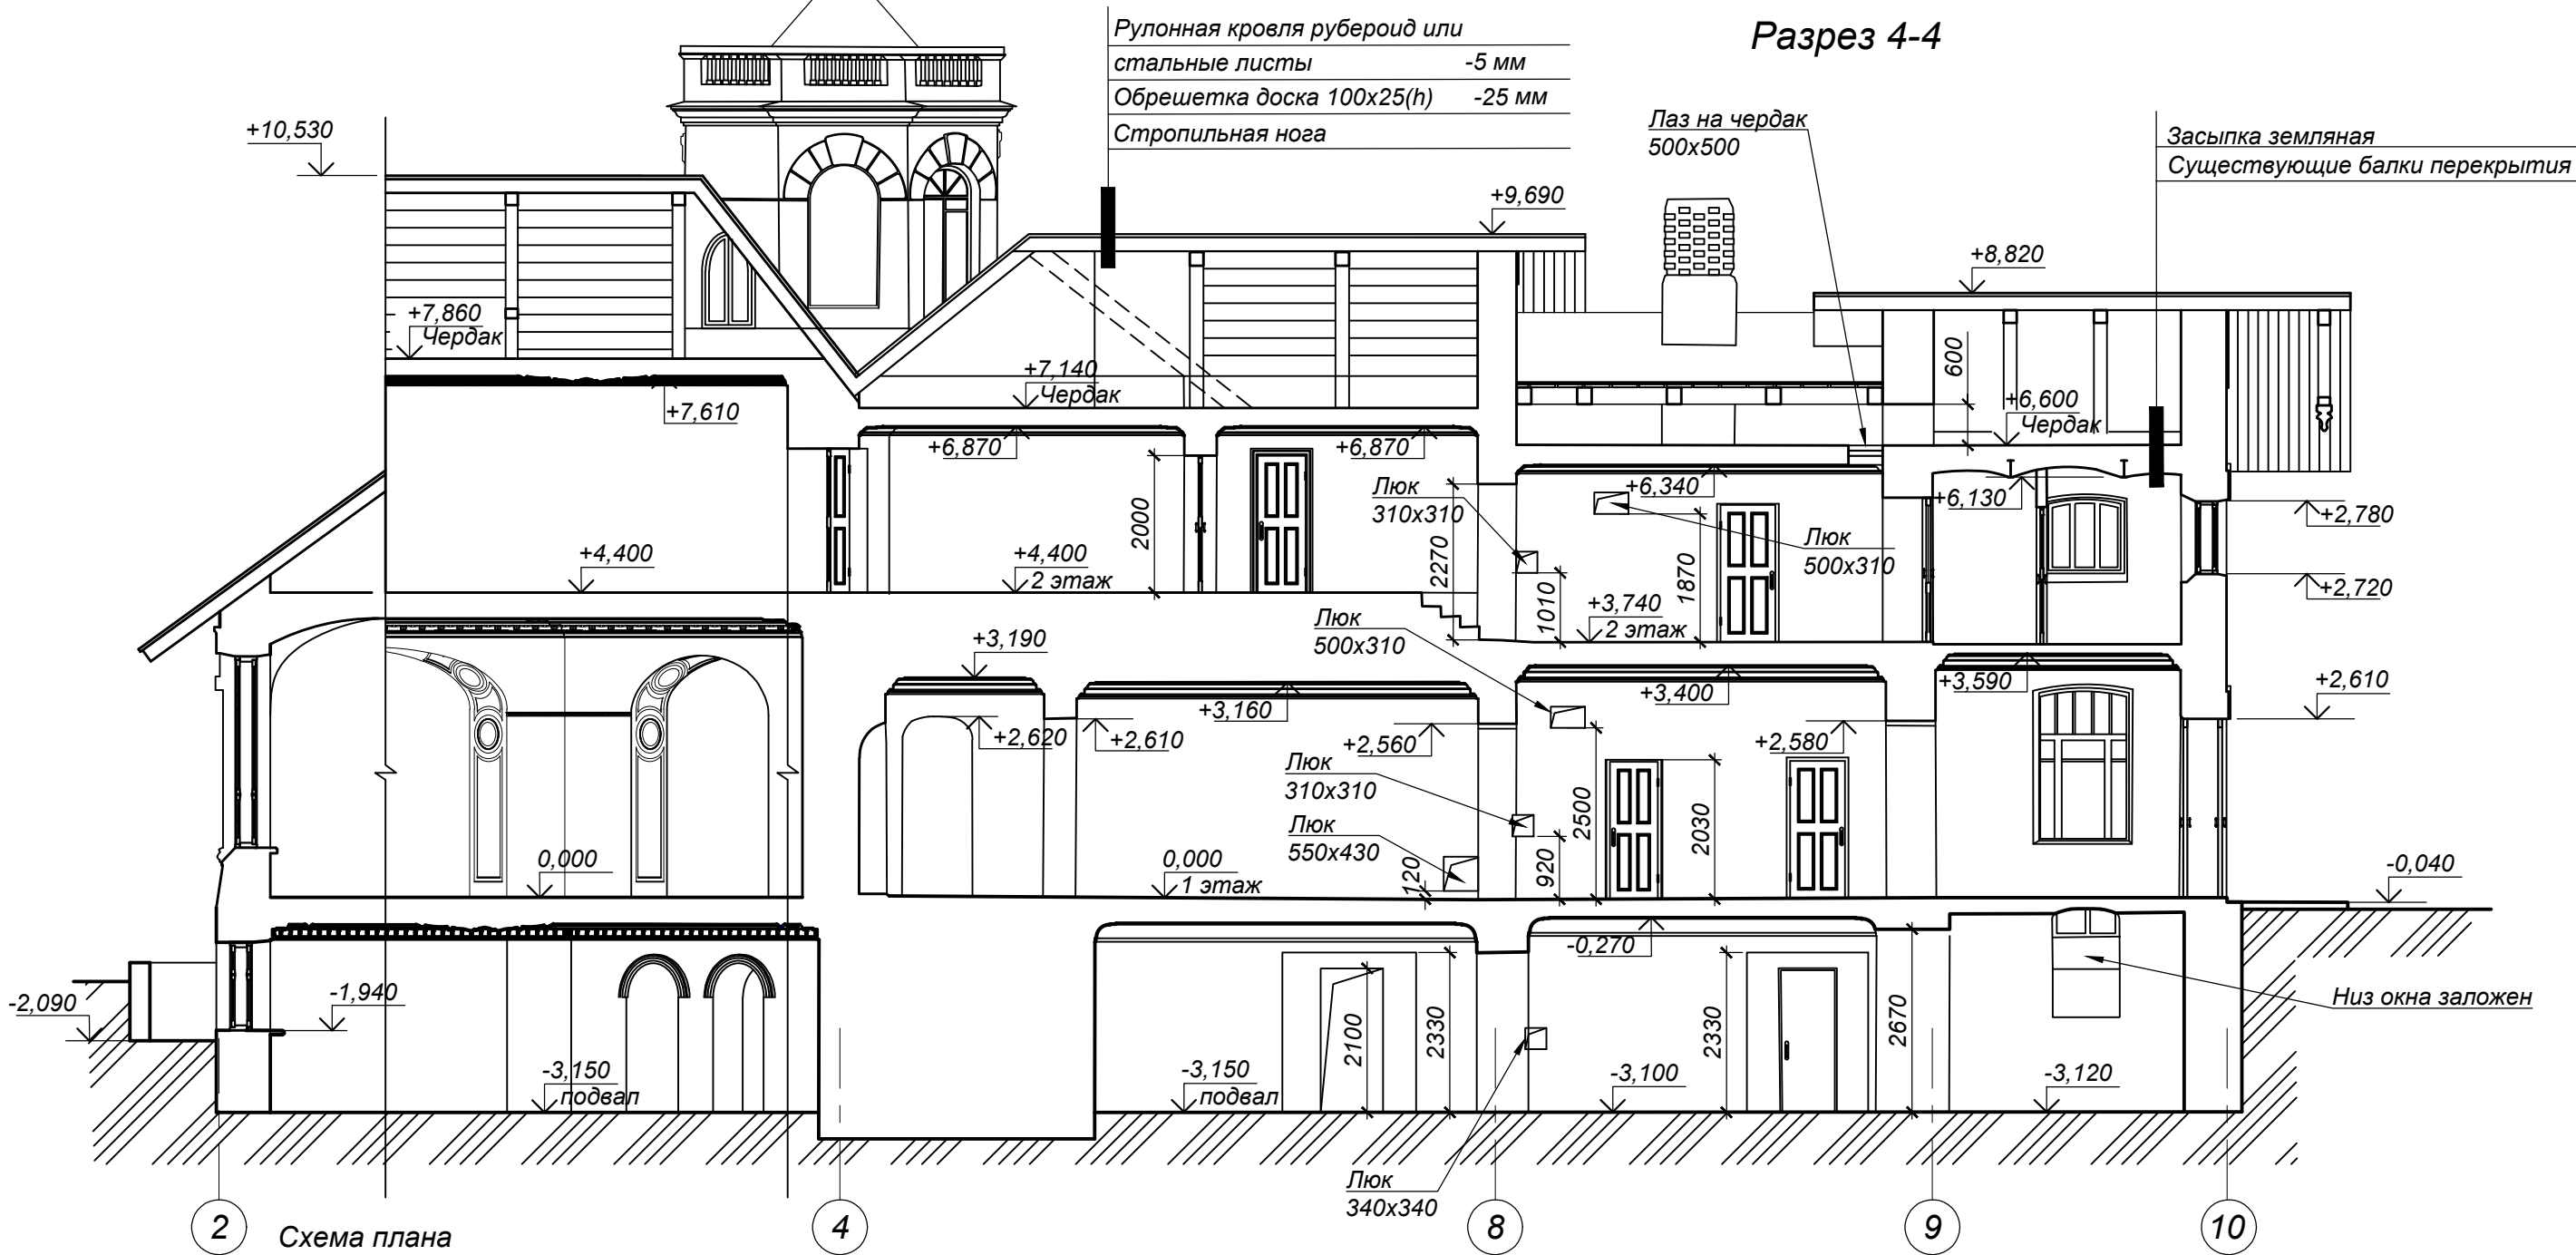 Разрез 4-4
Рулонная кровля рубероид или
стальные листы -5 мм
Обрешетка доска 100х25(h) -25 мм
Стропильная нога
Лаз на чердак
500х500
Засыпка земляная
Существующие балки перекрытия
+10,530
+9,690
+8,820
+7,860
Чердак
+7,140
Чердак
600
+6,600
Чердак
+7,610
+6,870
+6,870
+6,340
+6,130
Люк
310х310
Люк
500х310
2000
2270
1010
1870
+2,780
+2,720
+4,400
+4,400
2 этаж
+3,740
2 этаж
Люк
500х310
+3,190
+3,160
+3,400
+3,590
+2,610
+2,620
+2,610
+2,560
+2,580
Люк
310х310
2500
2030
Люк
550х430
120
920
0,000
0,000
1 этаж
-0,040
-0,270
-2,090
-1,940
2100
2330
2330
2670
Низ окна заложен
-3,150
подвал
-3,150
подвал
-3,100
-3,120
Люк
340х340
2
4
8
9
10
Схема плана